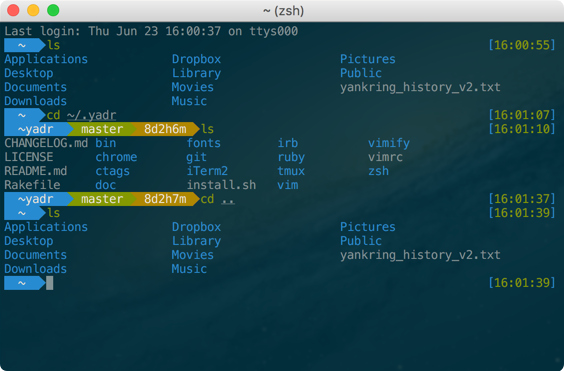 ~ (zsh)
Last login: Thu Jun 23 16:00:37 on ttys000
~ ls [16:00:55]
Applications Dropbox Pictures
Desktop Library Public
Documents Movies yankring_history_v2.txt
Downloads Music
~ cd ~/.yadr [16:01:07]
~yadr master 8d2h6m ls [16:01:10]
CHANGELOG.md bin fonts irb vimify
LICENSE chrome git ruby vimrc
README.md ctags iTerm2 tmux zsh
Rakefile doc install.sh vim
~yadr master 8d2h7m cd .. [16:01:37]
~ ls [16:01:39]
Applications Dropbox Pictures
Desktop Library Public
Documents Movies yankring_history_v2.txt
Downloads Music
~ [16:01:39]